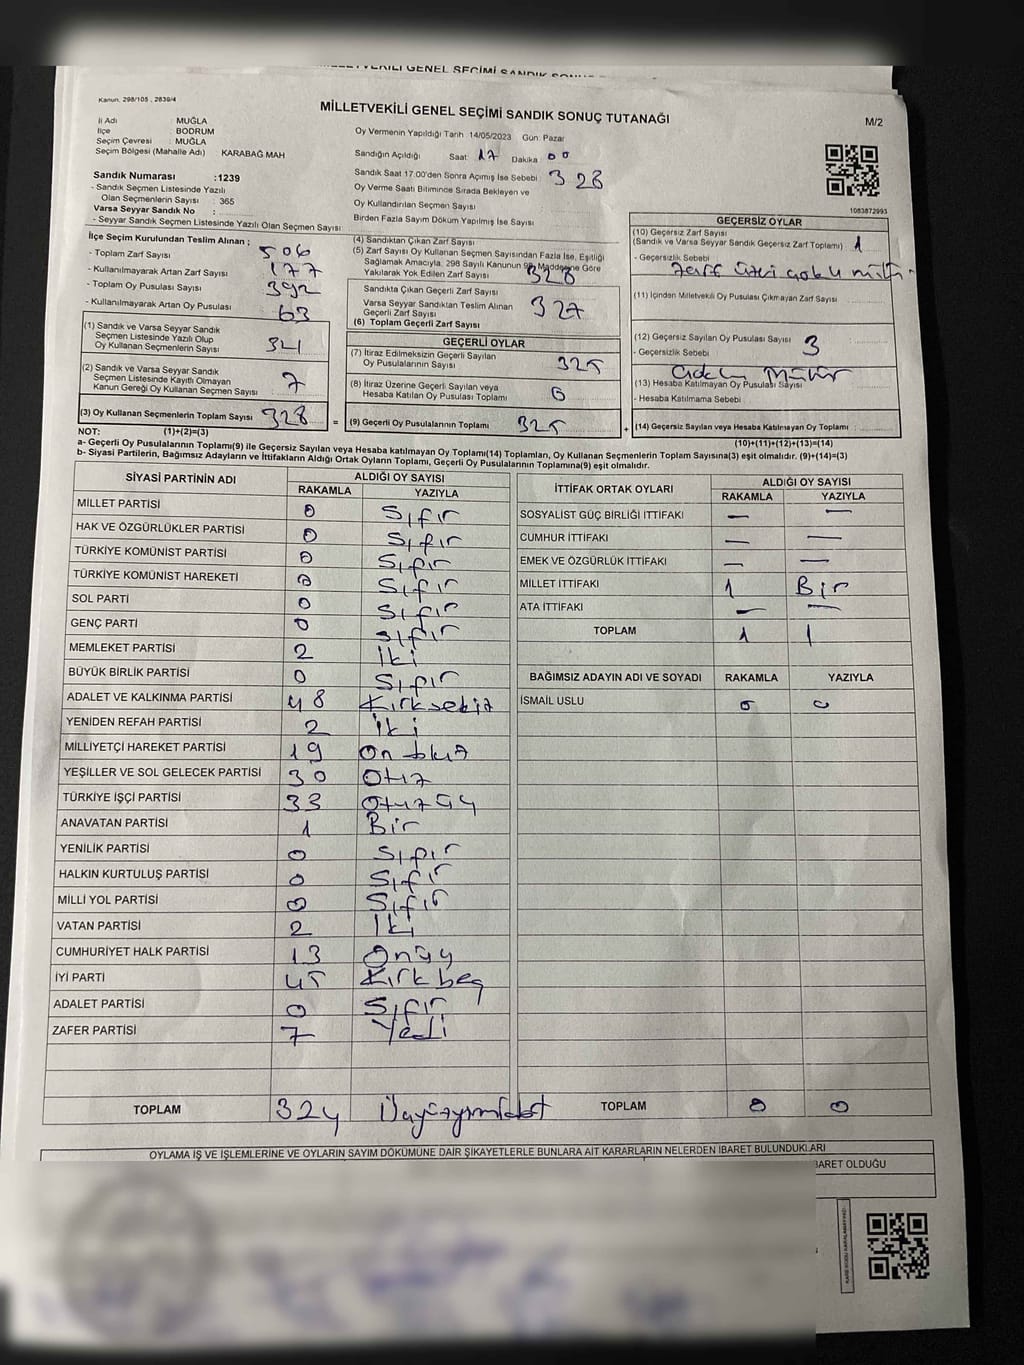 MİLLETVEKİLİ GENEL SEÇİMİ SANDIK
Kanun: 298/105 , 2839/4
MİLLETVEKİLİ GENEL SEÇİMİ SANDIK SONUÇ TUTANAĞI
M/2
İl Adı : MUĞLA
İlçe : BODRUM
Seçim Çevresi : MUĞLA
Seçim Bölgesi (Mahalle Adı) KARABAĞ MAH
Oy Vermenin Yapıldığı Tarih 14/05/2023 Gün: Pazar
Sandığın Açıldığı Saat 17 Dakika 00
Sandık Saat 17:00'den Sonra Açımış İse Sebebi
328
Oy Verme Saati Bitiminde Sırada Bekleyen ve
Oy Kullandırılan Seçmen Sayısı
Birden Fazla Sayım Döküm Yapılmış İse Sayısı
Sandık Numarası :1239
- Sandık Seçmen Listesinde Yazılı
Olan Seçmenlerin Sayısı : 365
Varsa Seyyar Sandık No :
- Seyyar Sandık Seçmen Listesinde Yazılı Olan Seçmen Sayısı
1083872993
İlçe Seçim Kurulundan Teslim Alınan ;
- Toplam Zarf Sayısı 506
- Kullanılmayarak Artan Zarf Sayısı 177
- Toplam Oy Pusulası Sayısı 392
- Kullanılmayarak Artan Oy Pusulası 63
(1) Sandık ve Varsa Seyyar Sandık
Seçmen Listesinde Yazılı Olup
Oy Kullanan Seçmenlerin Sayısı 321
(2) Sandık ve Varsa Seyyar Sandık
Seçmen Listesinde Kayıtlı Olmayan
Kanun Gereği Oy Kullanan Seçmen Sayısı 7
(3) Oy Kullanan Seçmenlerin Toplam Sayısı 328
(4) Sandıktan Çıkan Zarf Sayısı
(5) Zarf Sayısı Oy Kullanan Seçmen Sayısından Fazla İse, Eşitliği
Sağlamak Amacıyla, 298 Sayılı Kanunun 98. Maddesine Göre
Yakılarak Yok Edilen Zarf Sayısı 328
Sandıkta Çıkan Geçerli Zarf Sayısı
Varsa Seyyar Sandıktan Teslim Alınan
Geçerli Zarf Sayısı 327
(6) Toplam Geçerli Zarf Sayısı
GEÇERLİ OYLAR
(7) İtiraz Edilmeksizin Geçerli Sayılan
Oy Pusulalarının Sayısı 325
(8) İtiraz Üzerine Geçerli Sayılan veya
Hesaba Katılan Oy Pusulası Toplamı 0
= (9) Geçerli Oy Pusulalarının Toplamı 325
GEÇERSİZ OYLAR
(10) Geçersiz Zarf Sayısı
(Sandık ve Varsa Seyyar Sandık Geçersiz Zarf Toplamı) 1
- Geçersizlik Sebebi
(11) İçinden Milletvekili Oy Pusulası Çıkmayan Zarf Sayısı
(12) Geçersiz Sayılan Oy Pusulası Sayısı 3
- Geçersizlik Sebebi
(13) Hesaba Katılmayan Oy Pusulası Sayısı
- Hesaba Katılmama Sebebi
+ (14) Geçersiz Sayılan veya Hesaba Katılmayan Oy Toplamı :
NOT: (1)+(2)=(3)
(10)+(11)+(12)+(13)=(14)
a- Geçerli Oy Pusulalarının Toplamı(9) ile Geçersiz Sayılan veya Hesaba katılmayan Oy Toplamı(14) Toplamları, Oy Kullanan Seçmenlerin Toplam Sayısına(3) eşit olmalıdır. (9)+(14)=(3)
b- Siyasi Partilerin, Bağımsız Adayların ve İttifakların Aldığı Ortak Oyların Toplamı, Geçerli Oy Pusulalarının Toplamına(9) eşit olmalıdır.
SİYASİ PARTİNİN ADI
ALDIĞI OY SAYISI
RAKAMLA YAZIYLA
MİLLET PARTİSİ 0 Sıfır
HAK VE ÖZGÜRLÜKLER PARTİSİ 0 Sıfır
TÜRKİYE KOMÜNİST PARTİSİ 0 Sıfır
TÜRKİYE KOMÜNİST HAREKETİ 0 Sıfır
SOL PARTİ 0 Sıfır
GENÇ PARTİ 0 Sıfır
MEMLEKET PARTİSİ 2 İki
BÜYÜK BİRLİK PARTİSİ 0 Sıfır
ADALET VE KALKINMA PARTİSİ 48 Kırksekiz
YENİDEN REFAH PARTİSİ 2 İki
MİLLİYETÇİ HAREKET PARTİSİ 19
YEŞİLLER VE SOL GELECEK PARTİSİ 30 Otız
TÜRKİYE İŞÇİ PARTİSİ 33 Otuzüç
ANAVATAN PARTİSİ 1 Bir
YENİLİK PARTİSİ 0 Sıfır
HALKIN KURTULUŞ PARTİSİ 0 Sıfır
MİLLİ YOL PARTİSİ 0 Sıfır
VATAN PARTİSİ 2 İki
CUMHURİYET HALK PARTİSİ 13 Onüç
İYİ PARTİ 45 Kırk beş
ADALET PARTİSİ 0 Sıfır
ZAFER PARTİSİ 7 Yedi
TOPLAM 324
İTTİFAK ORTAK OYLARI
ALDIĞI OY SAYISI
RAKAMLA YAZIYLA
SOSYALİST GÜÇ BİRLİĞİ İTTİFAKI — —
CUMHUR İTTİFAKI — —
EMEK VE ÖZGÜRLÜK İTTİFAKI — —
MİLLET İTTİFAKI 1 Bir
ATA İTTİFAKI — —
TOPLAM 1 1
BAĞIMSIZ ADAYIN ADI VE SOYADI RAKAMLA YAZIYLA
İSMAİL USLU 0 0
TOPLAM 0 0
OYLAMA İŞ VE İŞLEMLERİNE VE OYLARIN SAYIM DÖKÜMÜNE DAİR ŞİKAYETLERLE BUNLARA AİT KARARLARIN NELERDEN İBARET BULUNDUKLARI
BARET OLDUĞU